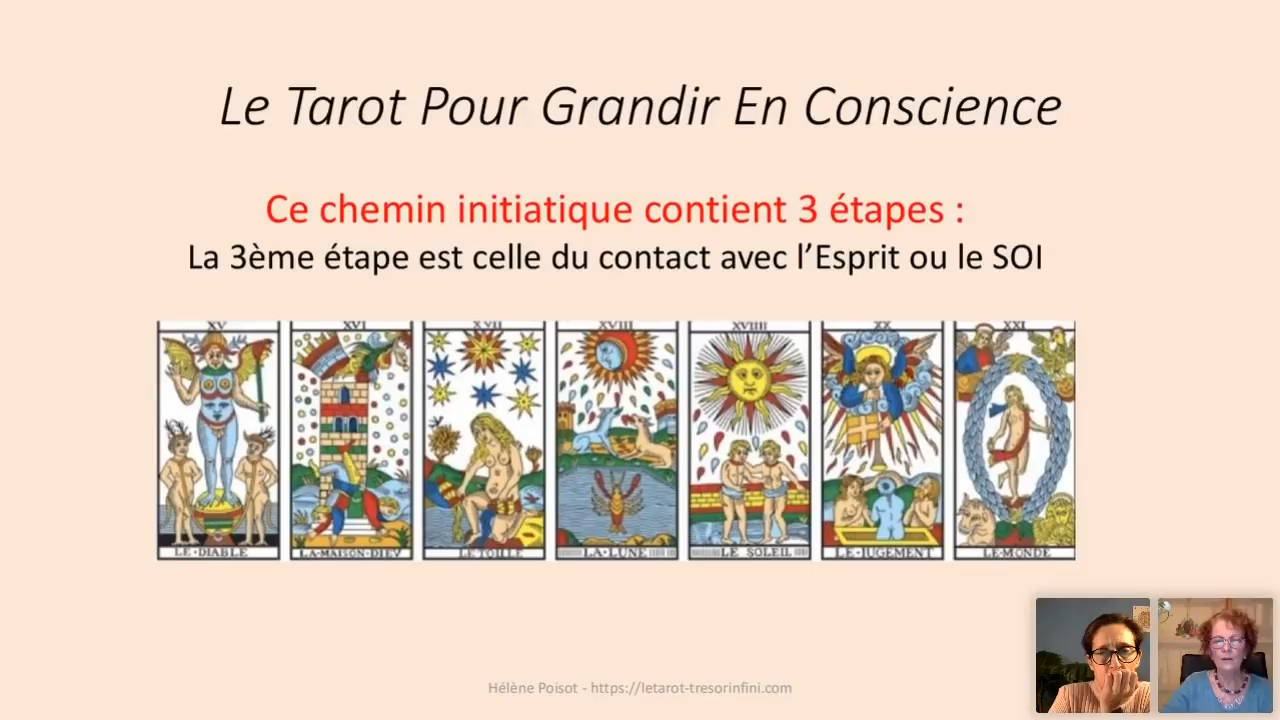 Le Tarot Pour Grandir En Conscience
Ce chemin initiatique contient 3 étapes :
La 3ème étape est celle du contact avec l’Esprit ou le SOI
XV XVI XVII XVIII XVIIII XX XXI
LE·DIABLE LA·MAISON·DIEV LE·TOILLE LA·LUNE LE SOLEIL LE·JUGEMENT LE·MONDE
Hélène Poisot - https://letarot-tresorinfini.com